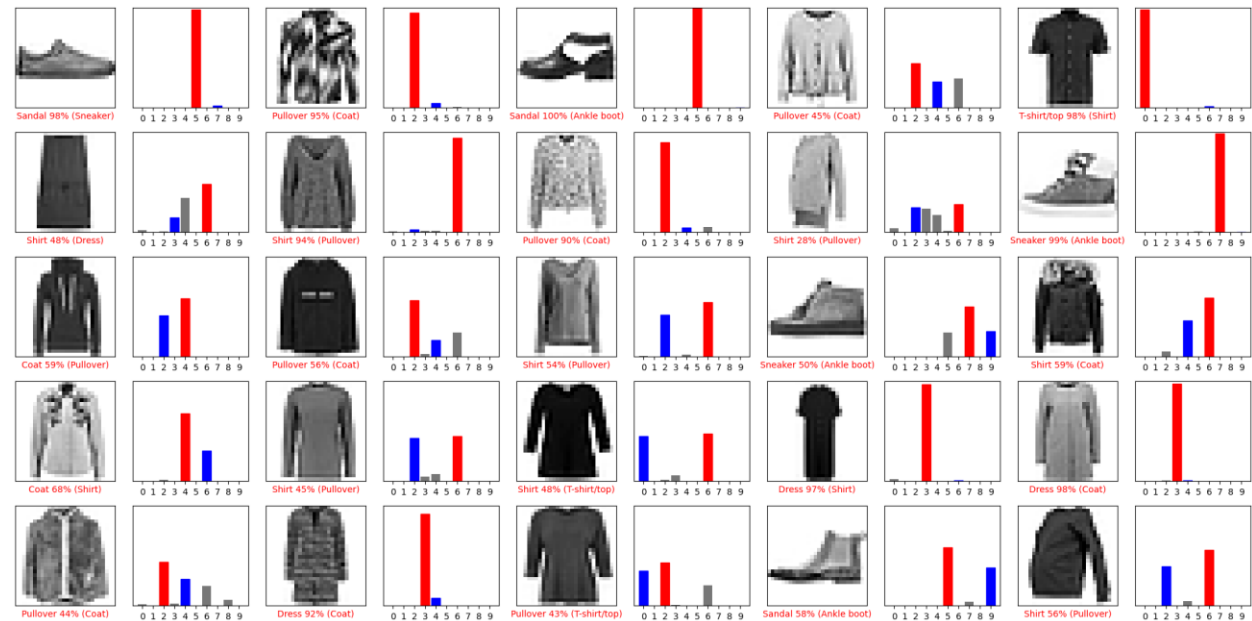 0 1 2 3 4 5 6 7 8 9 0 1 2 3 4 5 6 7 8 9 0 1 2 3 4 5 6 7 8 9 0 1 2 3 4 5 6 7 8 9 0 1 2 3 4 5 6 7 8 9
Sandal 98% (Sneaker) Pullover 95% (Coat) Sandal 100% (Ankle boot) Pullover 45% (Coat) T-shirt/top 98% (Shirt)
0 1 2 3 4 5 6 7 8 9 0 1 2 3 4 5 6 7 8 9 0 1 2 3 4 5 6 7 8 9 0 1 2 3 4 5 6 7 8 9 0 1 2 3 4 5 6 7 8 9
Shirt 48% (Dress) Shirt 94% (Pullover) Pullover 90% (Coat) Shirt 28% (Pullover) Sneaker 99% (Ankle boot)
0 1 2 3 4 5 6 7 8 9 0 1 2 3 4 5 6 7 8 9 0 1 2 3 4 5 6 7 8 9 0 1 2 3 4 5 6 7 8 9 0 1 2 3 4 5 6 7 8 9
Coat 59% (Pullover) Pullover 56% (Coat) Shirt 54% (Pullover) Sneaker 50% (Ankle boot) Shirt 59% (Coat)
0 1 2 3 4 5 6 7 8 9 0 1 2 3 4 5 6 7 8 9 0 1 2 3 4 5 6 7 8 9 0 1 2 3 4 5 6 7 8 9 0 1 2 3 4 5 6 7 8 9
Coat 68% (Shirt) Shirt 45% (Pullover) Shirt 48% (T-shirt/top) Dress 97% (Shirt) Dress 98% (Coat)
0 1 2 3 4 5 6 7 8 9 0 1 2 3 4 5 6 7 8 9 0 1 2 3 4 5 6 7 8 9 0 1 2 3 4 5 6 7 8 9 0 1 2 3 4 5 6 7 8 9
Pullover 44% (Coat) Dress 92% (Coat) Pullover 43% (T-shirt/top) Sandal 58% (Ankle boot) Shirt 56% (Pullover)